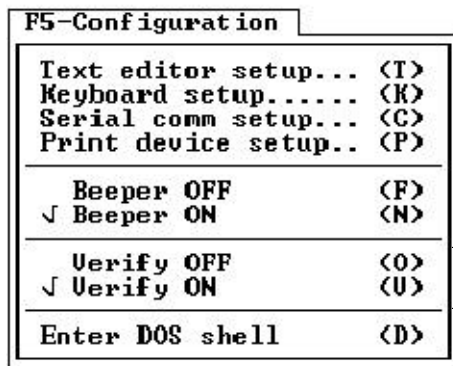 F5-Configuration
Text editor setup... <T>
Keyboard setup...... <K>
Serial comm setup... <C>
Print device setup.. <P>
Beeper OFF <F>
√ Beeper ON <N>
Verify OFF <O>
√ Verify ON <V>
Enter DOS shell <D>